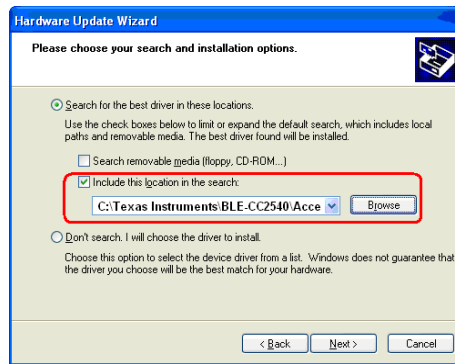 Hardware Update Wizard
Please choose your search and installation options.
Search for the best driver in these locations.
Use the check boxes below to limit or expand the default search, which includes local
paths and removable media. The best driver found will be installed.
Search removable media (floppy, CD-ROM...)
Include this location in the search:
C:\Texas Instruments\BLE-CC2540\Acce
Browse
Don't search. I will choose the driver to install.
Choose this option to select the device driver from a list. Windows does not guarantee that
the driver you choose will be the best match for your hardware.
< Back
Next >
Cancel